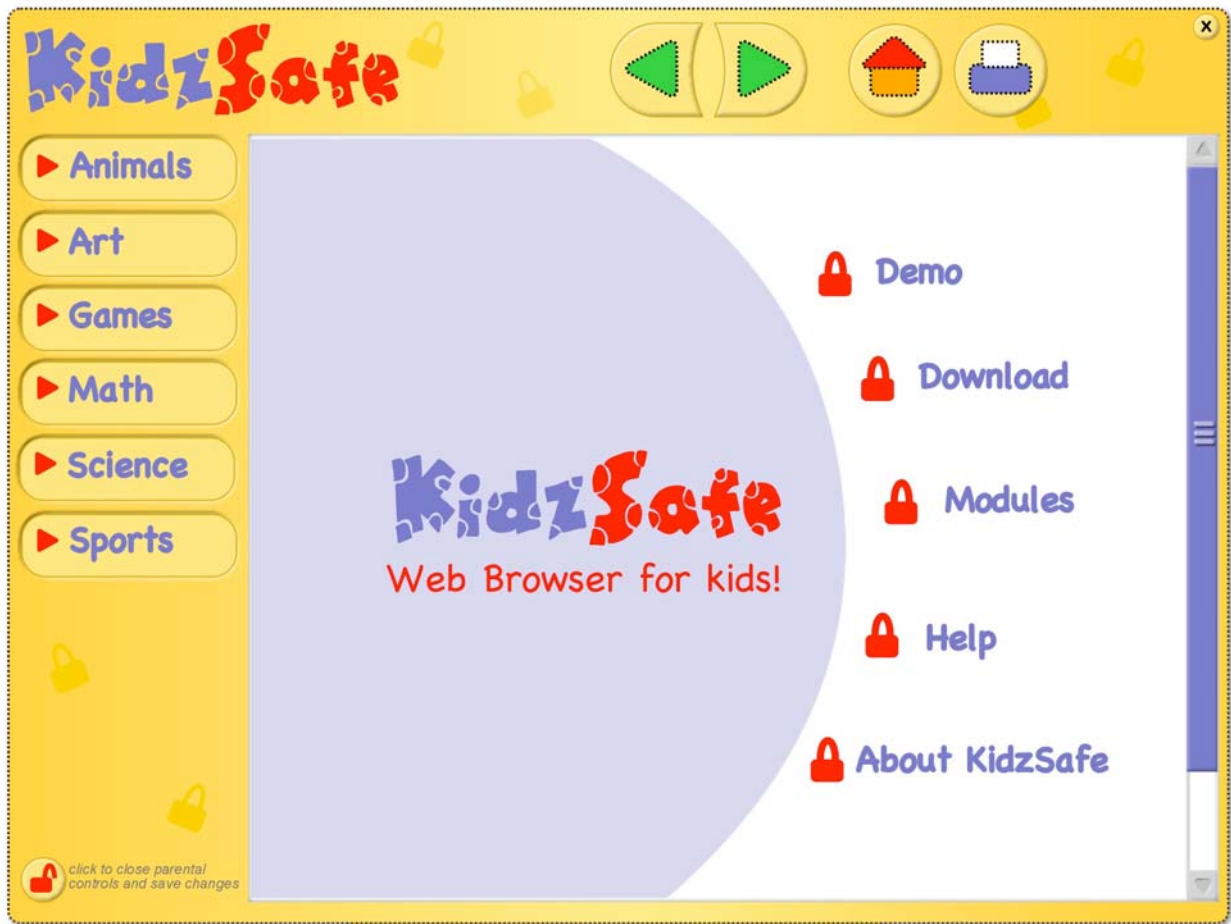 KidzSafe
x
Animals
Art
Games
Math
Science
Sports
click to close parental
controls and save changes
KidzSafe
Web Browser for kids!
Demo
Download
Modules
Help
About KidzSafe